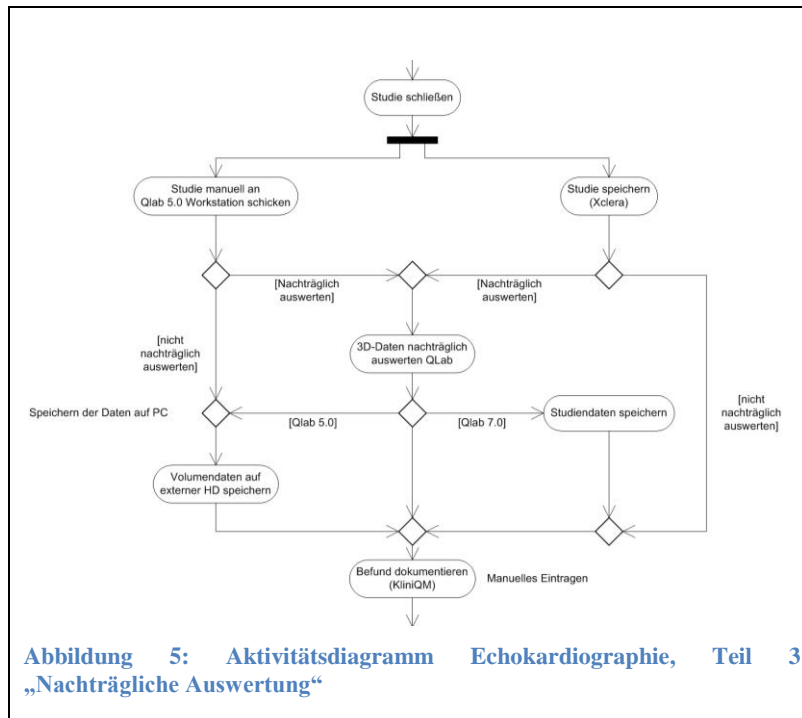 Studie schließen
Studie manuell an
Qlab 5.0 Workstation schicken
Studie speichern
(Xclera)
[Nachträglich
auswerten]
[Nachträglich
auswerten]
[nicht
nachträglich
auswerten]
3D-Daten nachträglich
auswerten QLab
[nicht
nachträglich
auswerten]
Speichern der Daten auf PC
[Qlab 5.0]
[Qlab 7.0]
Studiendaten speichern
Volumendaten auf
externer HD speichern
Befund dokumentieren
(KliniQM)
Manuelles Eintragen
Abbildung 5: Aktivitätsdiagramm Echokardiographie, Teil 3
„Nachträgliche Auswertung“